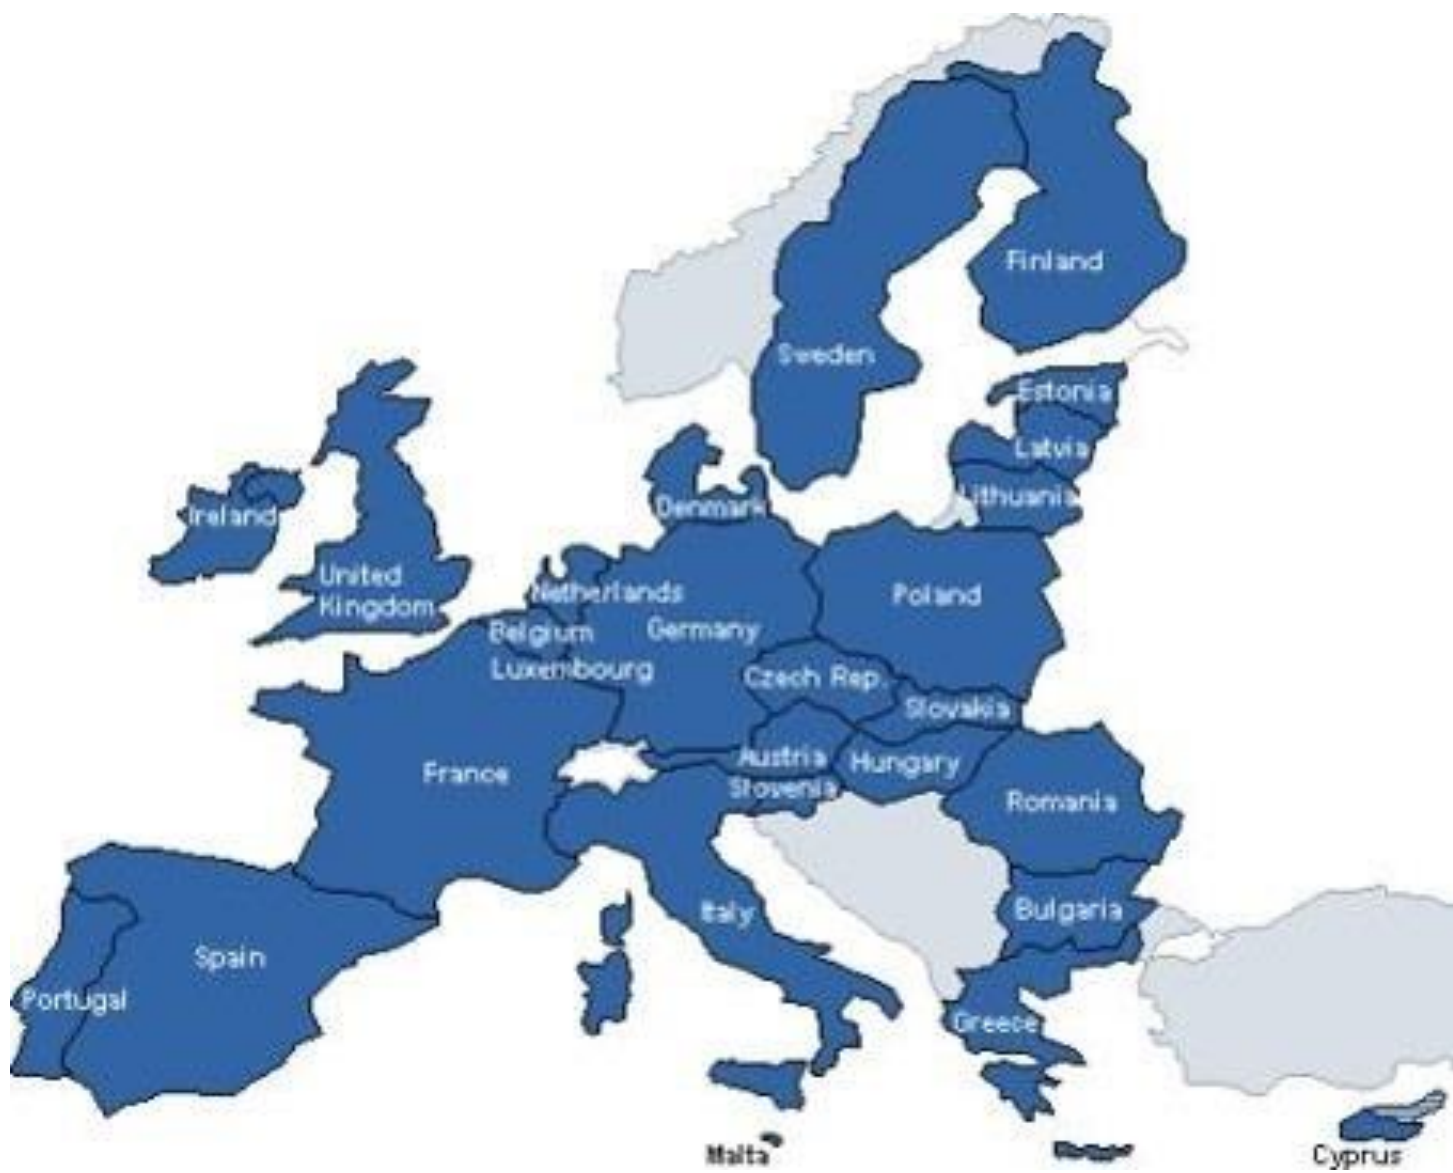 Finland
Sweden
Estonia
Latvia
Lithuania
Denmark
Ireland
United
Kingdom
Netherlands
Poland
Belgium
Germany
Luxembourg
Czech Rep.
Slovakia
Austria
Hungary
France
Slovenia
Romania
Italy
Bulgaria
Spain
Portugal
Greece
Malta
Cyprus